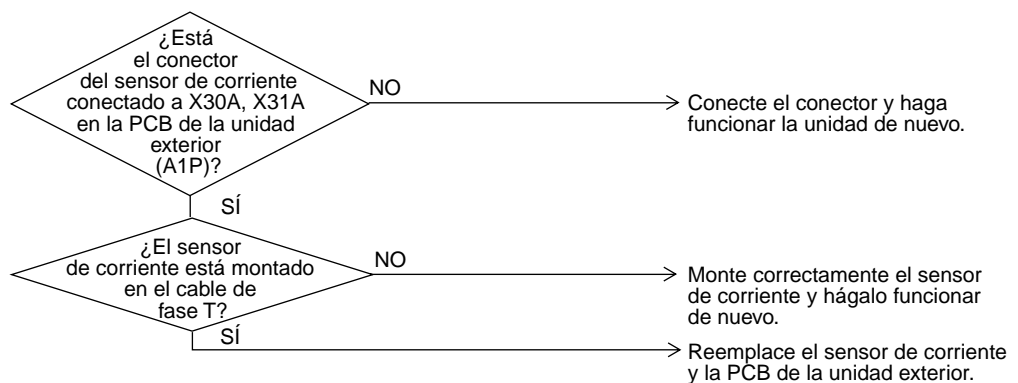 ¿Está
el conector
del sensor de corriente
conectado a X30A, X31A
en la PCB de la unidad
exterior
(A1P)?
NO
Conecte el conector y haga
funcionar la unidad de nuevo.
SÍ
¿El sensor
de corriente está montado
en el cable de
fase T?
NO
Monte correctamente el sensor
de corriente y hágalo funcionar
de nuevo.
SÍ
Reemplace el sensor de corriente
y la PCB de la unidad exterior.